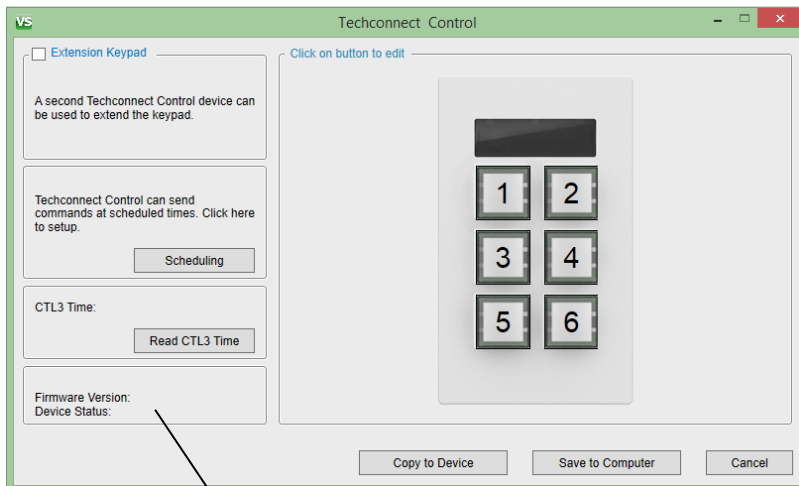 VS
Techconnect Control
Extension Keypad
A second Techconnect Control device can
be used to extend the keypad.
Techconnect Control can send
commands at scheduled times. Click here
to setup.
Scheduling
CTL3 Time:
Read CTL3 Time
Firmware Version:
Device Status:
Click on button to edit
1 2
3 4
5 6
Copy to Device Save to Computer Cancel